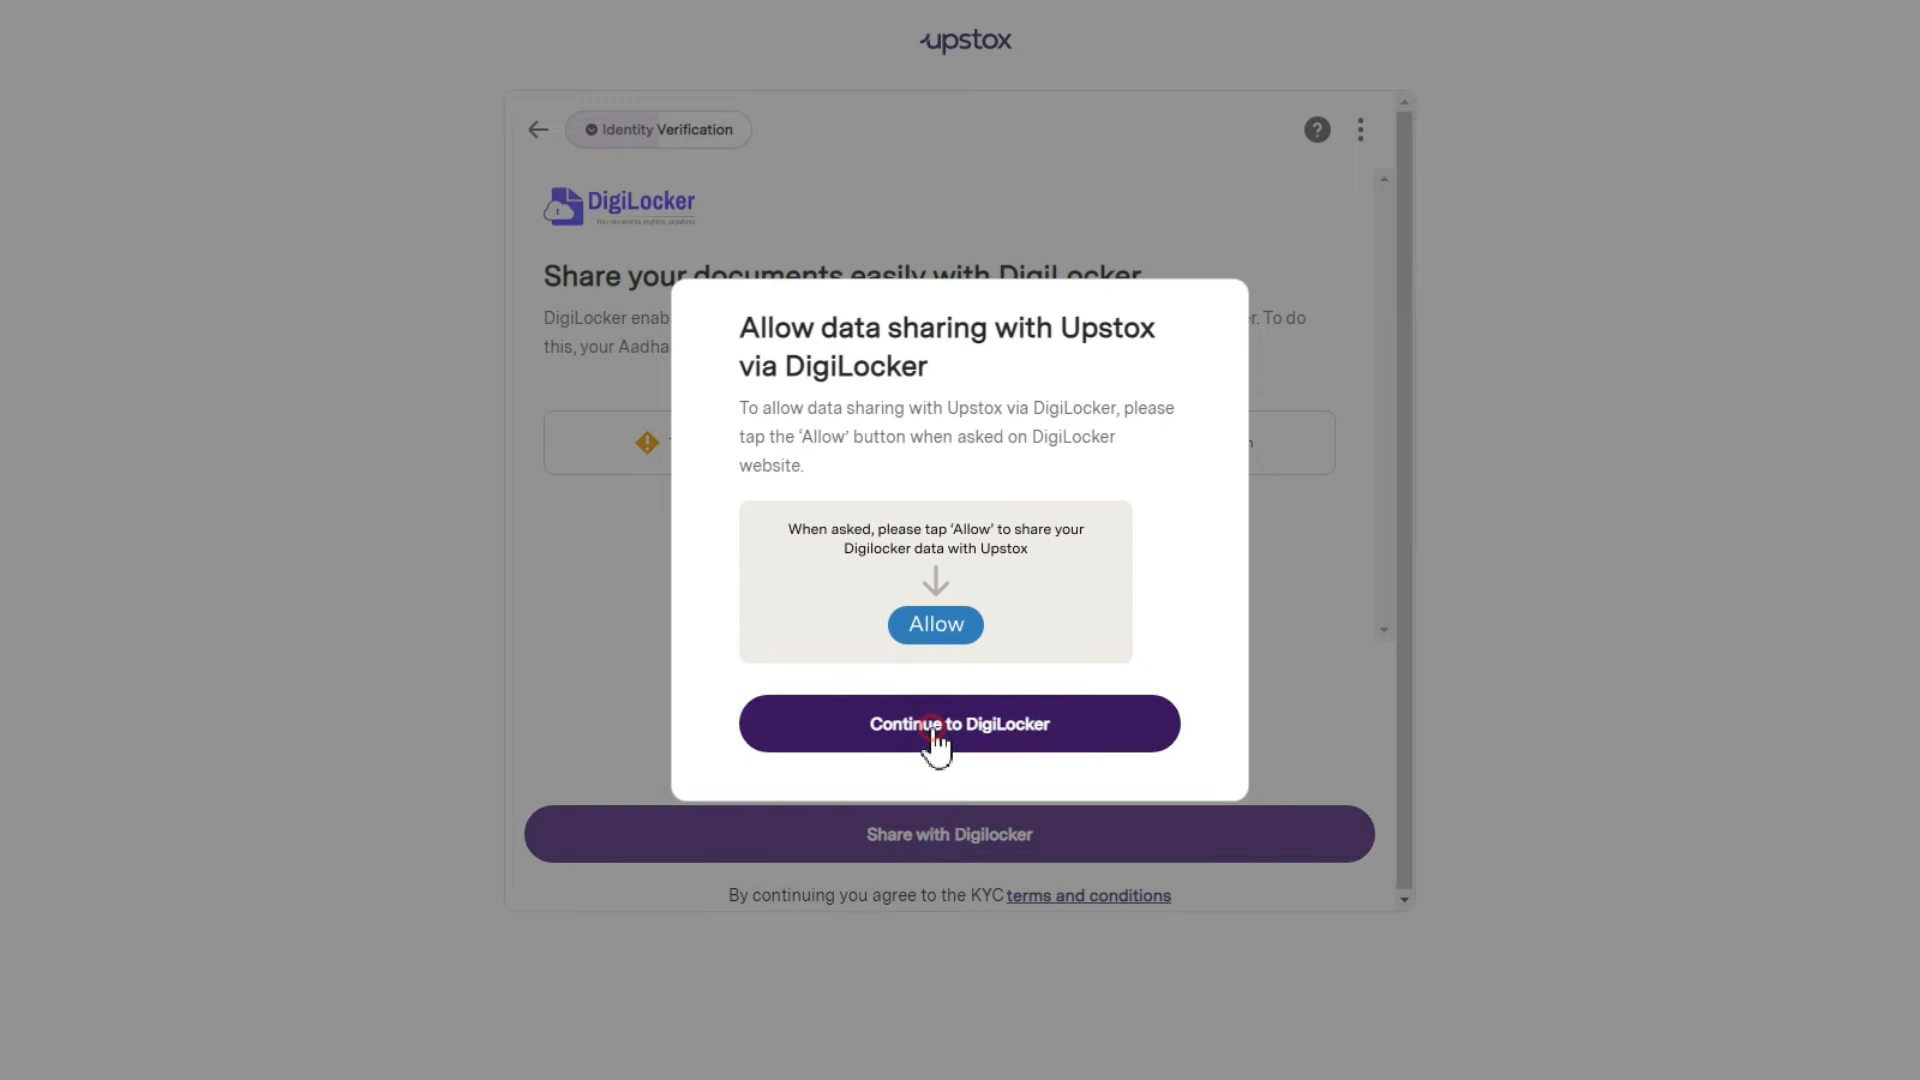 upstox
Identity Verification
?
DigiLocker
Share your documents easily with DigiLocker
DigiLocker enab
r. To do
this, your Aadha
Allow data sharing with Upstox
via DigiLocker
To allow data sharing with Upstox via DigiLocker, please
tap the ‘Allow’ button when asked on DigiLocker
website.
When asked, please tap ‘Allow’ to share your
Digilocker data with Upstox
Allow
Continue to DigiLocker
Share with Digilocker
By continuing you agree to the KYC terms and conditions